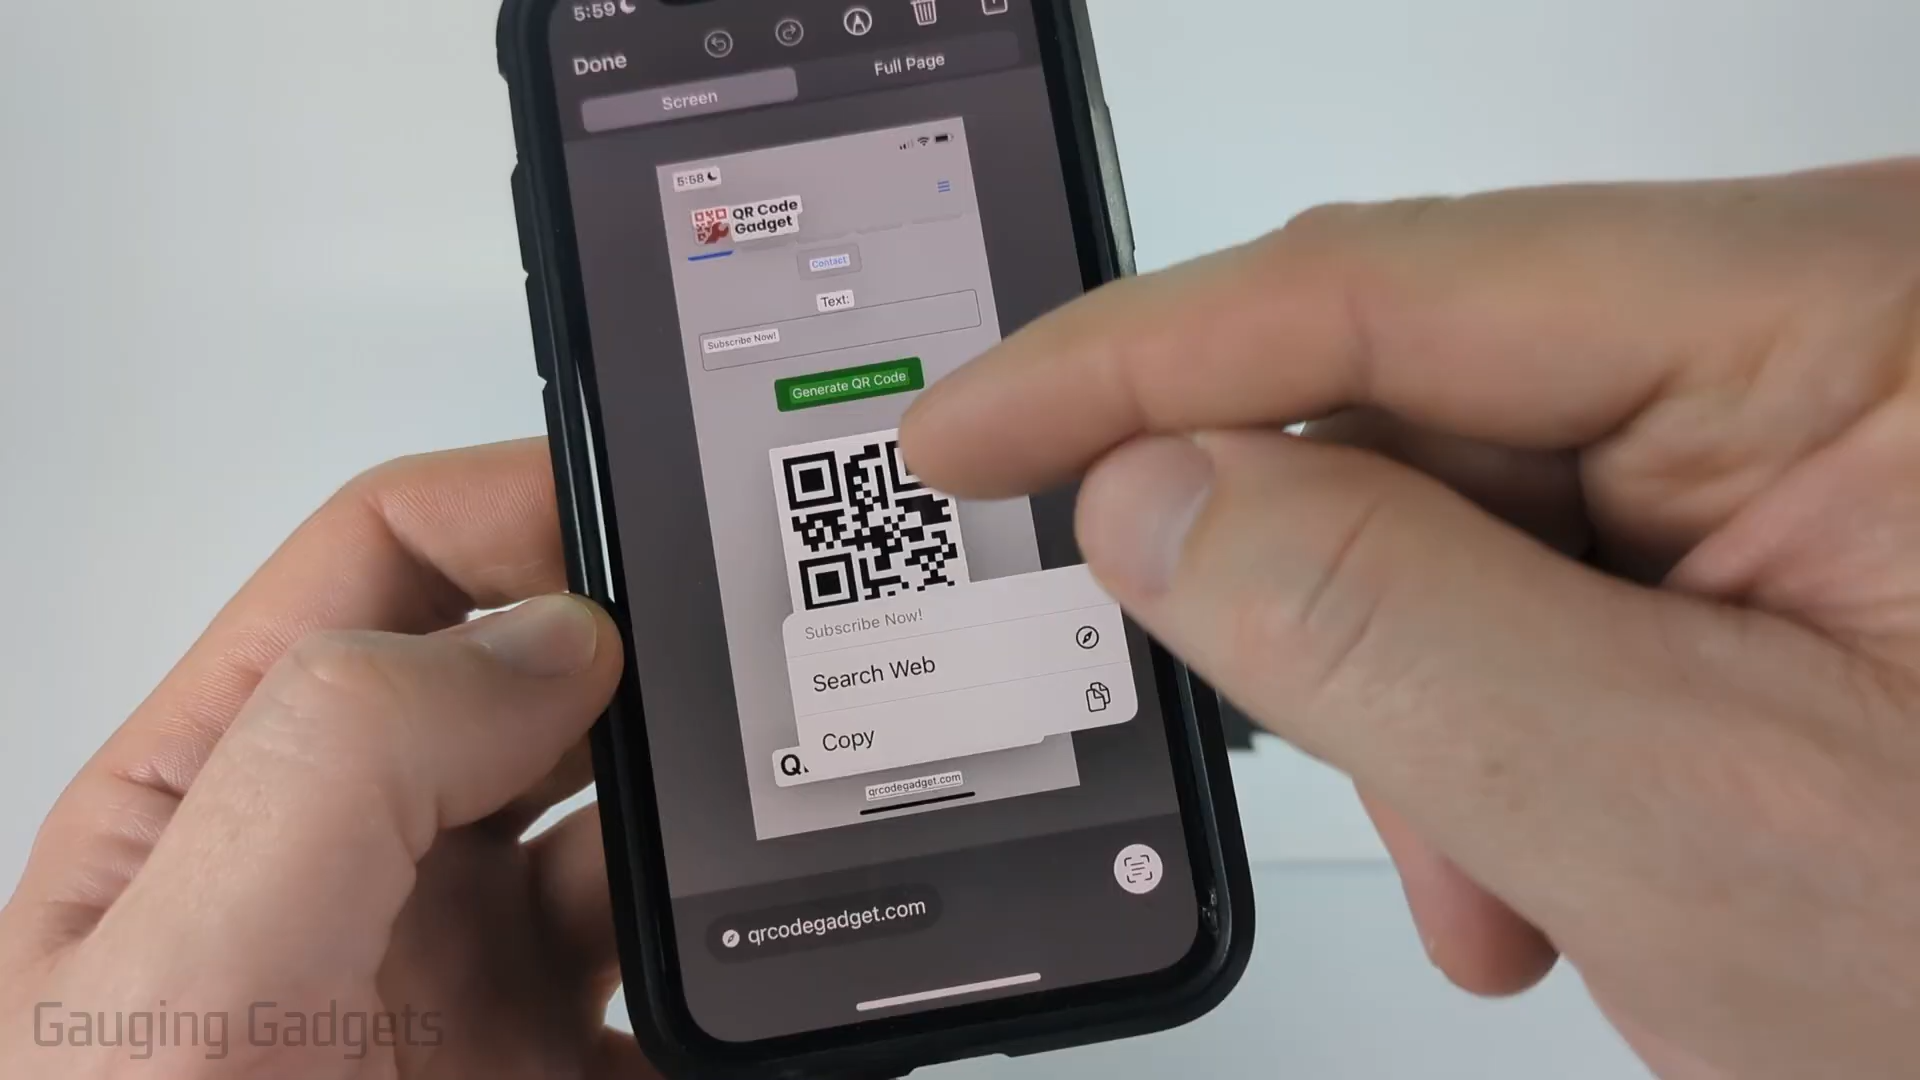 5:59
Done
Full Page
Screen
5:58
QR Code
Gadget
Contact
Text:
Subscribe Now!
Generate QR Code
Subscribe Now!
Search Web
Copy
qrcodegadget.com
qrcodegadget.com
Gauging Gadgets